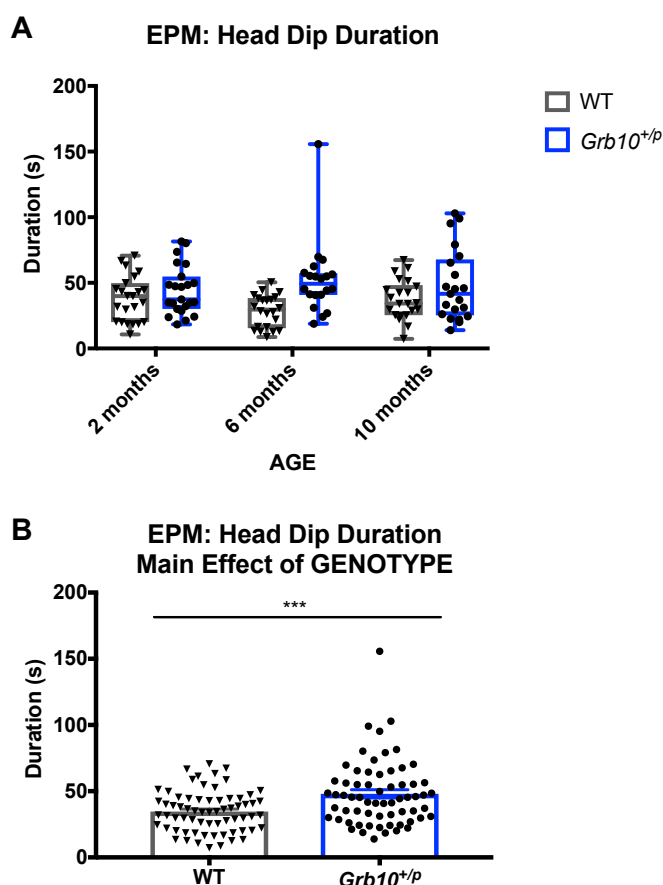 A
EPM: Head Dip Duration
200
150
100
50
0
Duration (s)
2 months
6 months
10 months
AGE
WT
Grb10+/p
B
EPM: Head Dip Duration
Main Effect of GENOTYPE
200
150
100
50
0
Duration (s)
***
WT
Grb10+/p